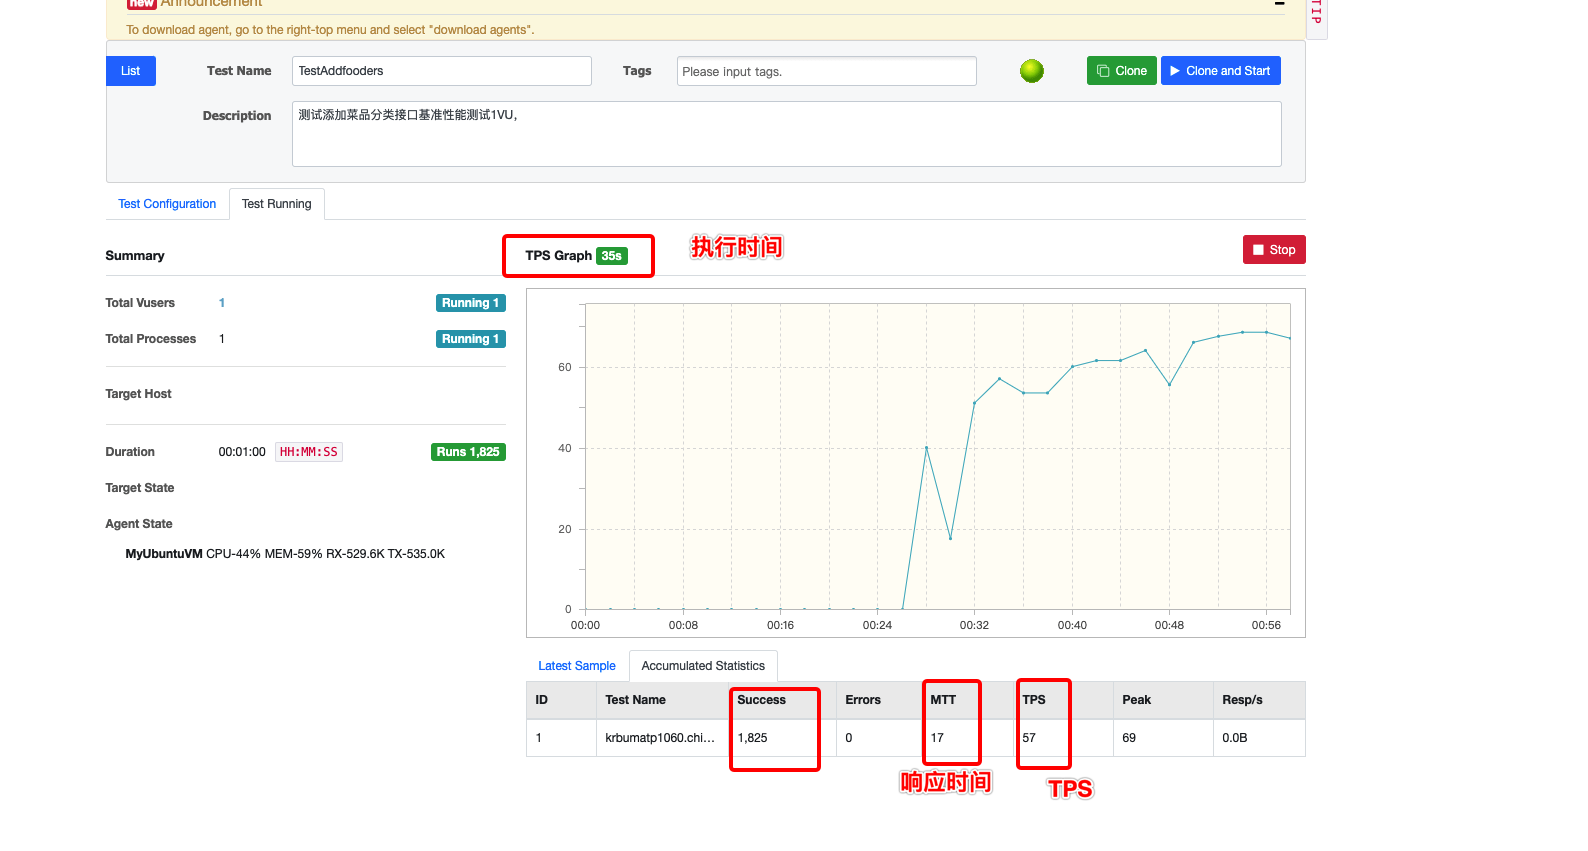 new Announcement
To download agent, go to the right-top menu and select "download agents".
TIP
List Test Name TestAddfooders Tags Please input tags. Clone Clone and Start
Description 测试添加菜品分类接口基准性能测试1VU,
Test Configuration Test Running
Summary TPS Graph 35s 执行时间 Stop
Total Vusers 1 Running 1
Total Processes 1 Running 1
Target Host
Duration 00:01:00 HH:MM:SS Runs 1,825
Target State
Agent State
MyUbuntuVM CPU-44% MEM-59% RX-529.6K TX-535.0K
60
40
20
0
00:00 00:08 00:16 00:24 00:32 00:40 00:48 00:56
Latest Sample Accumulated Statistics
ID Test Name Success Errors MTT TPS Peak Resp/s
1 krbumatp1060.chi... 1,825 0 17 57 69 0.0B
响应时间 TPS